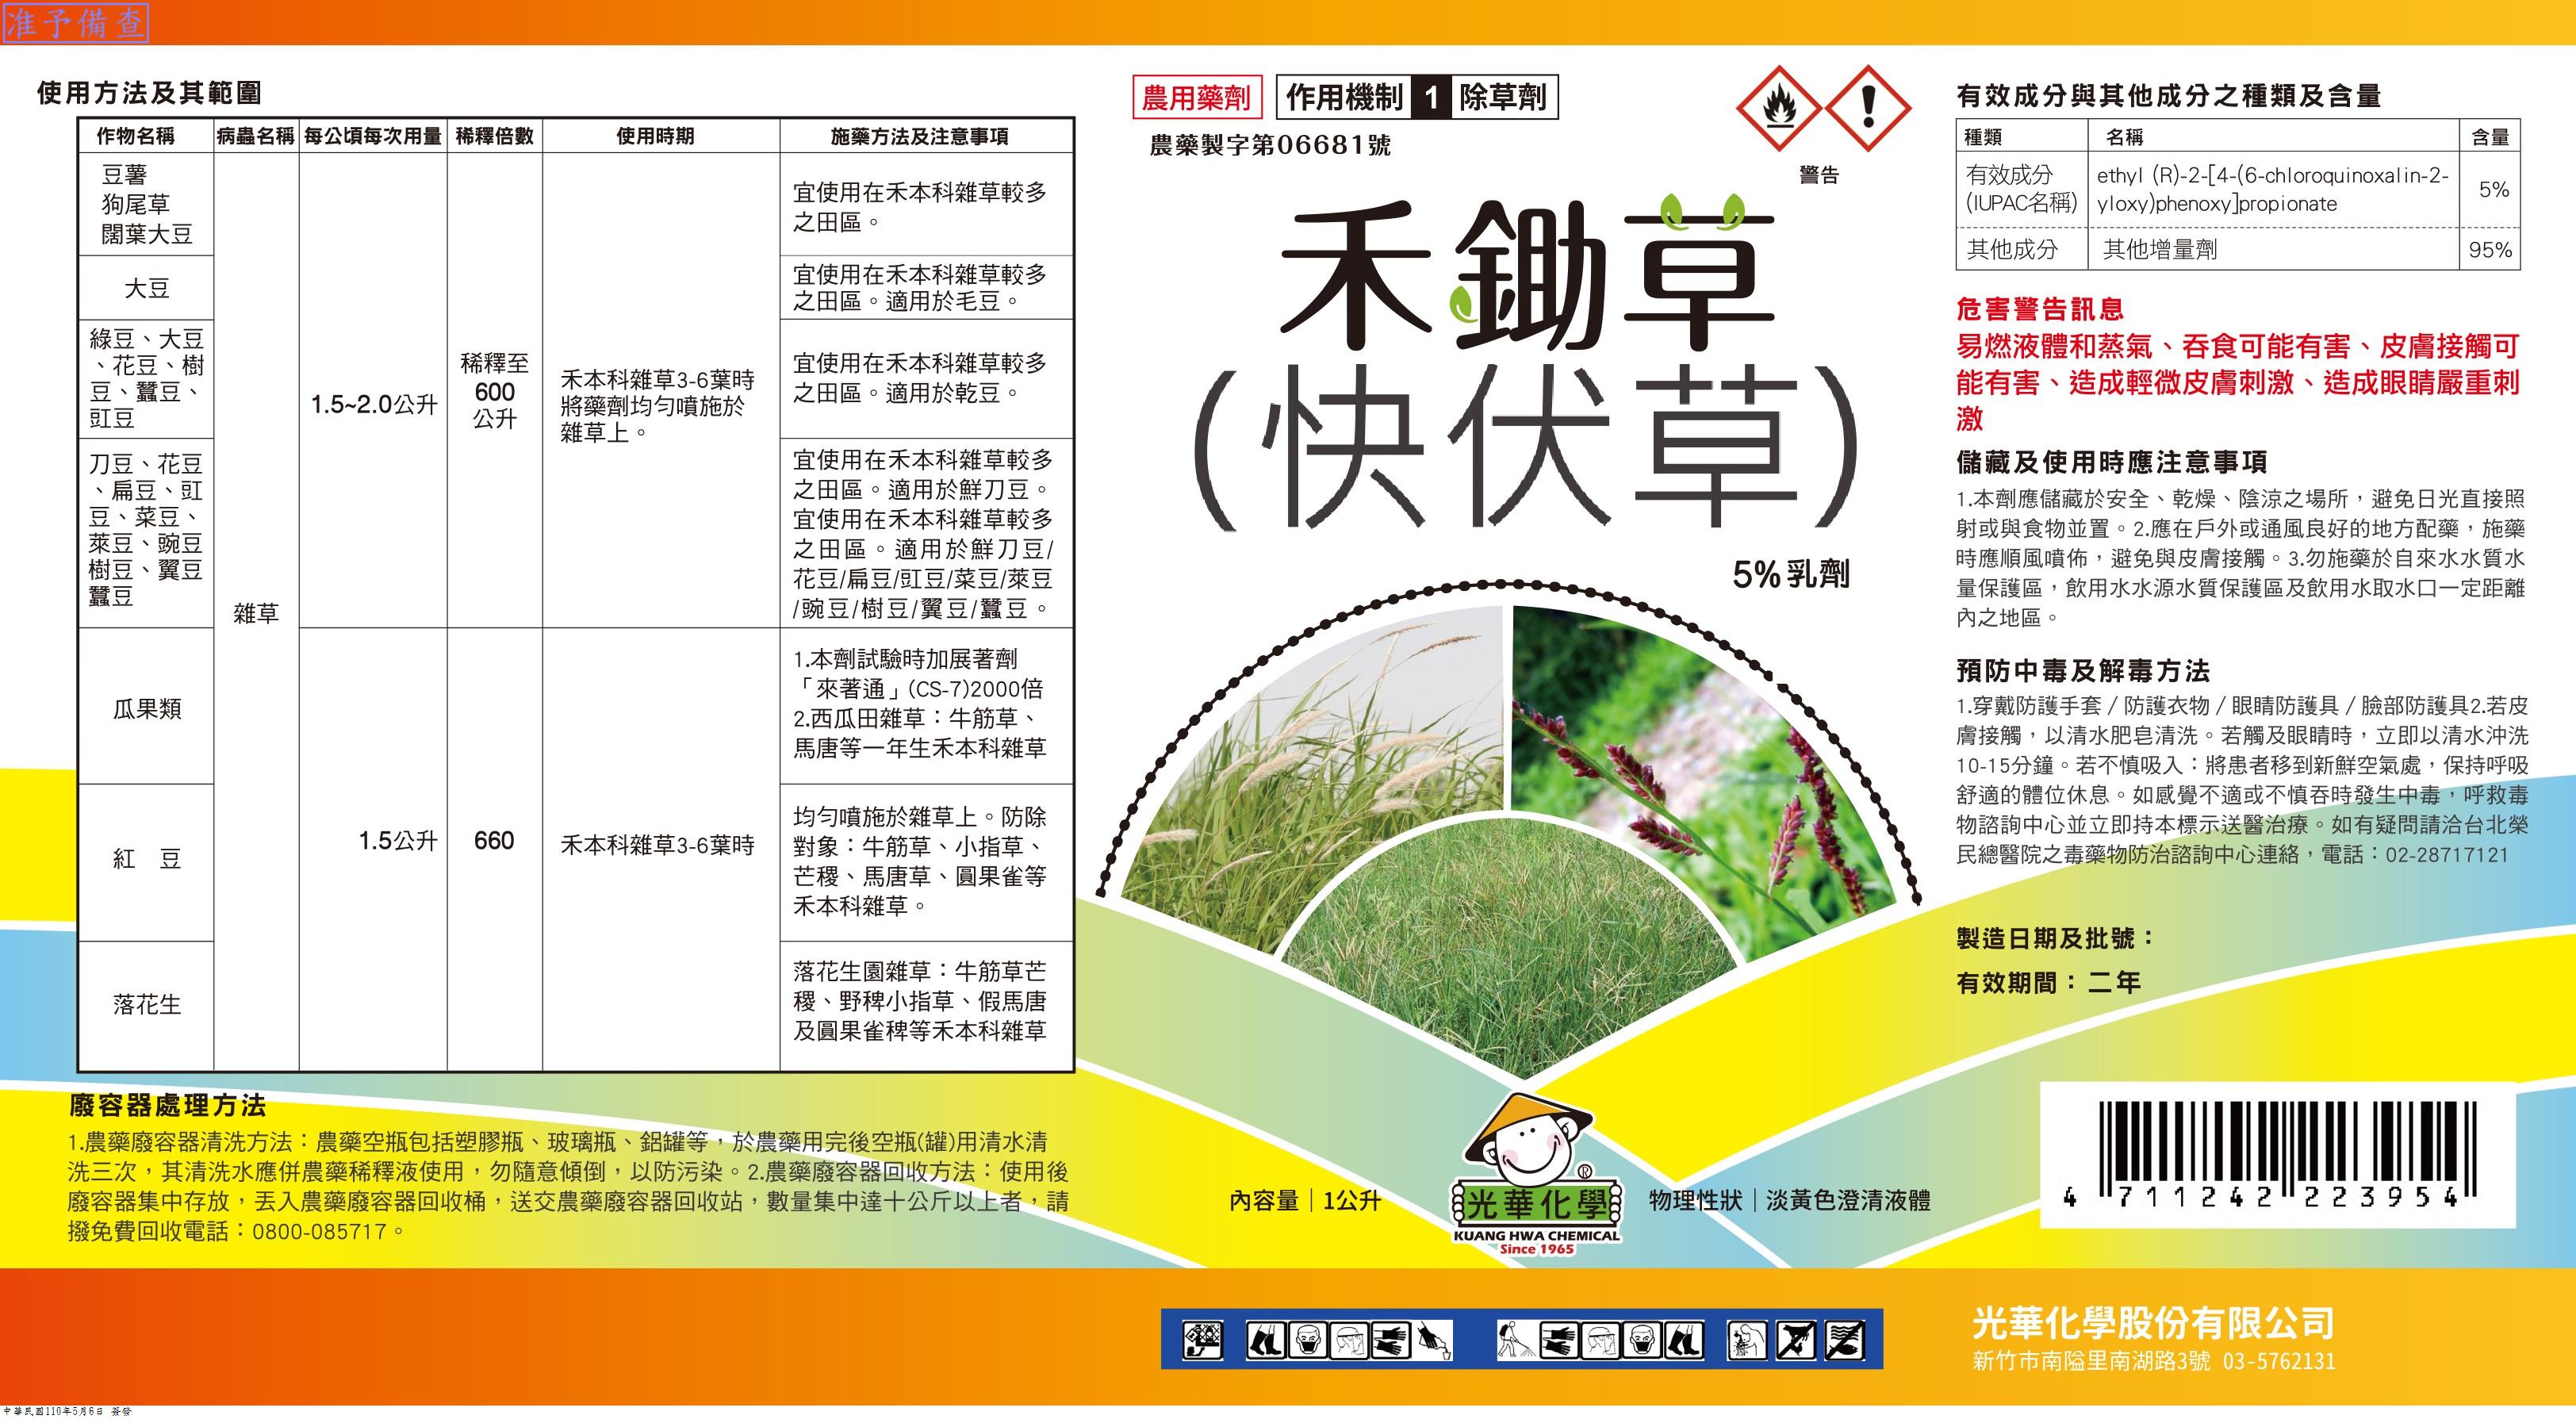 准予備查
使用方法及其範圍
作物名稱 病蟲名稱 每公頃每次用量 稀釋倍數 使用時期 施藥方法及注意事項
豆薯
狗尾草
闊葉大豆
宜使用在禾本科雜草較多
之田區。
大豆
宜使用在禾本科雜草較多
之田區。適用於毛豆。
綠豆、大豆
、花豆、樹
豆、蠶豆、
豇豆
宜使用在禾本科雜草較多
之田區。適用於乾豆。
刀豆、花豆
、扁豆、豇
豆、菜豆、
萊豆、豌豆
樹豆、翼豆
蠶豆
宜使用在禾本科雜草較多
之田區。適用於鮮刀豆。
宜使用在禾本科雜草較多
之田區。適用於鮮刀豆/
花豆/扁豆/豇豆/菜豆/萊豆
/豌豆/樹豆/翼豆/蠶豆。
雜草
1.5~2.0公升
稀釋至
600
公升
禾本科雜草3-6葉時
將藥劑均勻噴施於
雜草上。
瓜果類
1.本劑試驗時加展著劑
「來著通」(CS-7)2000倍
2.西瓜田雜草：牛筋草、
馬唐等一年生禾本科雜草
紅 豆
1.5公升
660
禾本科雜草3-6葉時
均勻噴施於雜草上。防除
對象：牛筋草、小指草、
芒稷、馬唐草、圓果雀等
禾本科雜草。
落花生
落花生園雜草：牛筋草芒
稷、野稗小指草、假馬唐
及圓果雀稗等禾本科雜草
廢容器處理方法
1.農藥廢容器清洗方法：農藥空瓶包括塑膠瓶、玻璃瓶、鋁罐等，於農藥用完後空瓶(罐)用清水清
洗三次，其清洗水應併農藥稀釋液使用，勿隨意傾倒，以防污染。2.農藥廢容器回收方法：使用後
廢容器集中存放，丟入農藥廢容器回收桶，送交農藥廢容器回收站，數量集中達十公斤以上者，請
撥免費回收電話：0800-085717。
農用藥劑 作用機制 1 除草劑
農藥製字第06681號
警告
禾鋤草
(快伏草)
5%乳劑
內容量｜1公升
光華化學
®
KUANG HWA CHEMICAL
Since 1965
物理性狀｜淡黃色澄清液體
有效成分與其他成分之種類及含量
種類 名稱 含量
有效成分
(IUPAC名稱)
ethyl (R)-2-[4-(6-chloroquinoxalin-2-
yloxy)phenoxy]propionate
5%
其他成分 其他增量劑 95%
危害警告訊息
易燃液體和蒸氣、吞食可能有害、皮膚接觸可
能有害、造成輕微皮膚刺激、造成眼睛嚴重刺
激
儲藏及使用時應注意事項
1.本劑應儲藏於安全、乾燥、陰涼之場所，避免日光直接照
射或與食物並置。2.應在戶外或通風良好的地方配藥，施藥
時應順風噴佈，避免與皮膚接觸。3.勿施藥於自來水水質水
量保護區，飲用水水源水質保護區及飲用水取水口一定距離
內之地區。
預防中毒及解毒方法
1.穿戴防護手套／防護衣物／眼睛防護具／臉部防護具2.若皮
膚接觸，以清水肥皂清洗。若觸及眼睛時，立即以清水沖洗
10-15分鐘。若不慎吸入：將患者移到新鮮空氣處，保持呼吸
舒適的體位休息。如感覺不適或不慎吞時發生中毒，呼救毒
物諮詢中心並立即持本標示送醫治療。如有疑問請洽台北榮
民總醫院之毒藥物防治諮詢中心連絡，電話：02-28717121
製造日期及批號：
有效期間：二年
4 711242 223954
光華化學股份有限公司
新竹市南隘里南湖路3號 03-5762131
中華民國110年5月6日 簽發